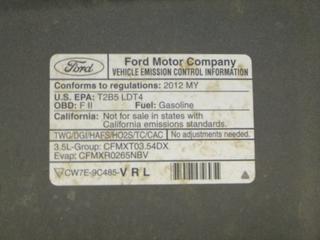 Ford
Ford Motor Company
VEHICLE EMISSION CONTROL INFORMATION
Conforms to regulations: 2012 MY
U.S. EPA: T2B5 LDT4
OBD: F II Fuel: Gasoline
California: Not for sale in states with
California emissions standards.
TWC/DGI/HAFS/HO2S/TC/CAC No adjustments needed.
3.5L-Group: CFMXT03.54DX
Evap: CFMXR0265NBV
CW7E-9C485-V R L